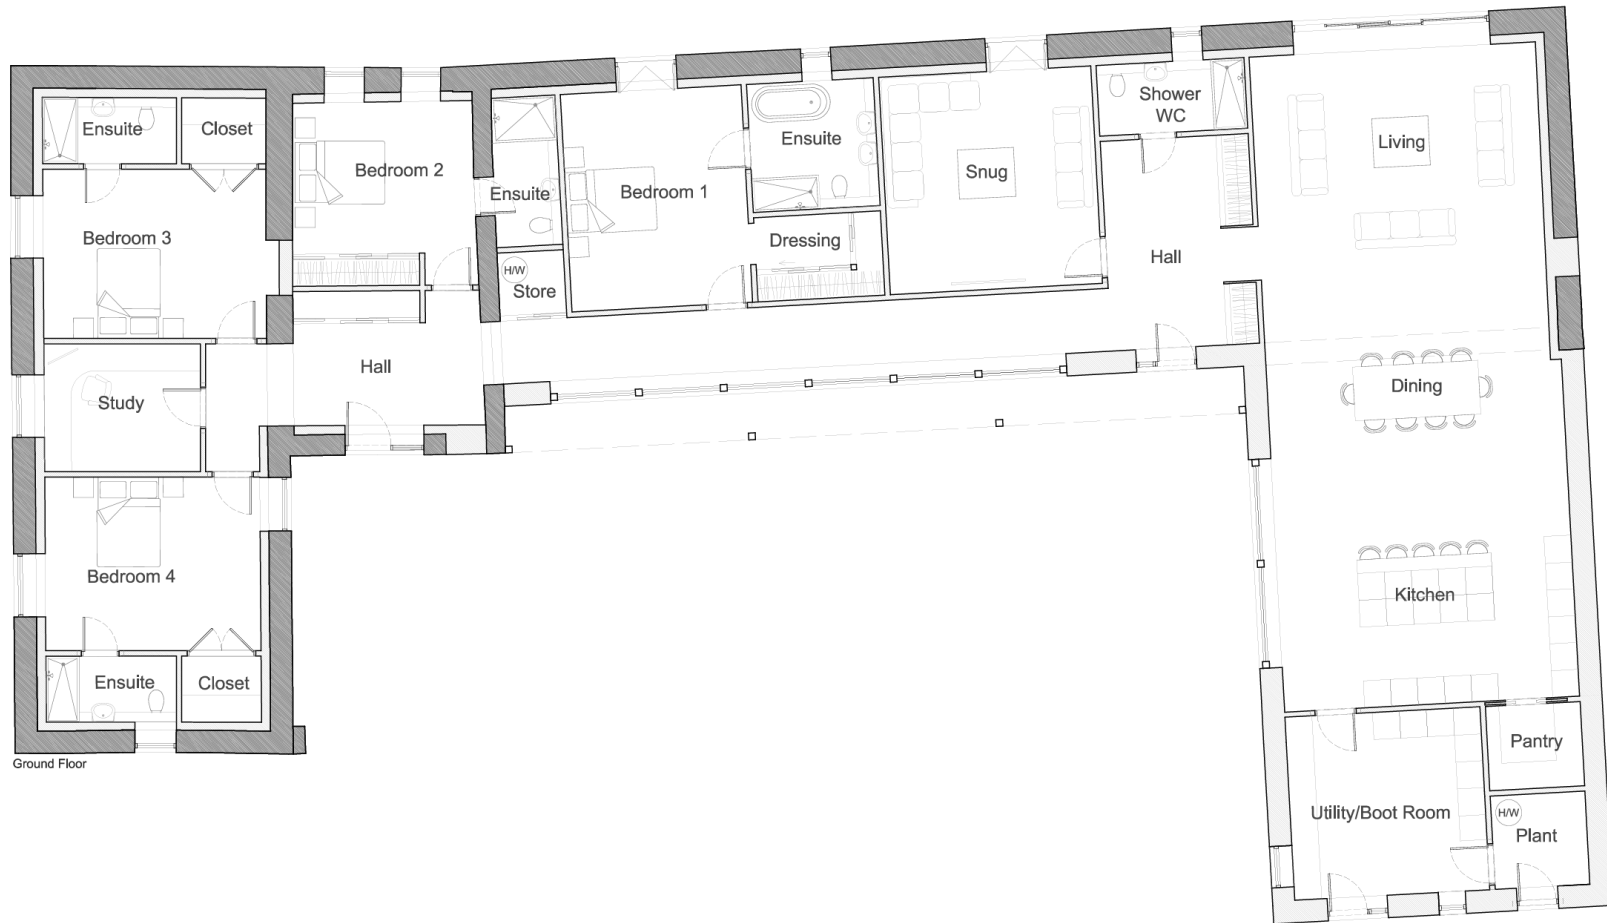 Ensuite
Closet
Bedroom 3
Bedroom 2
Ensuite
H/W
Store
Bedroom 1
Ensuite
Dressing
Snug
Shower
WC
Hall
Living
Study
Hall
Dining
Bedroom 4
Ensuite
Closet
Kitchen
Pantry
Utility/Boot Room
H/W
Plant
Ground Floor